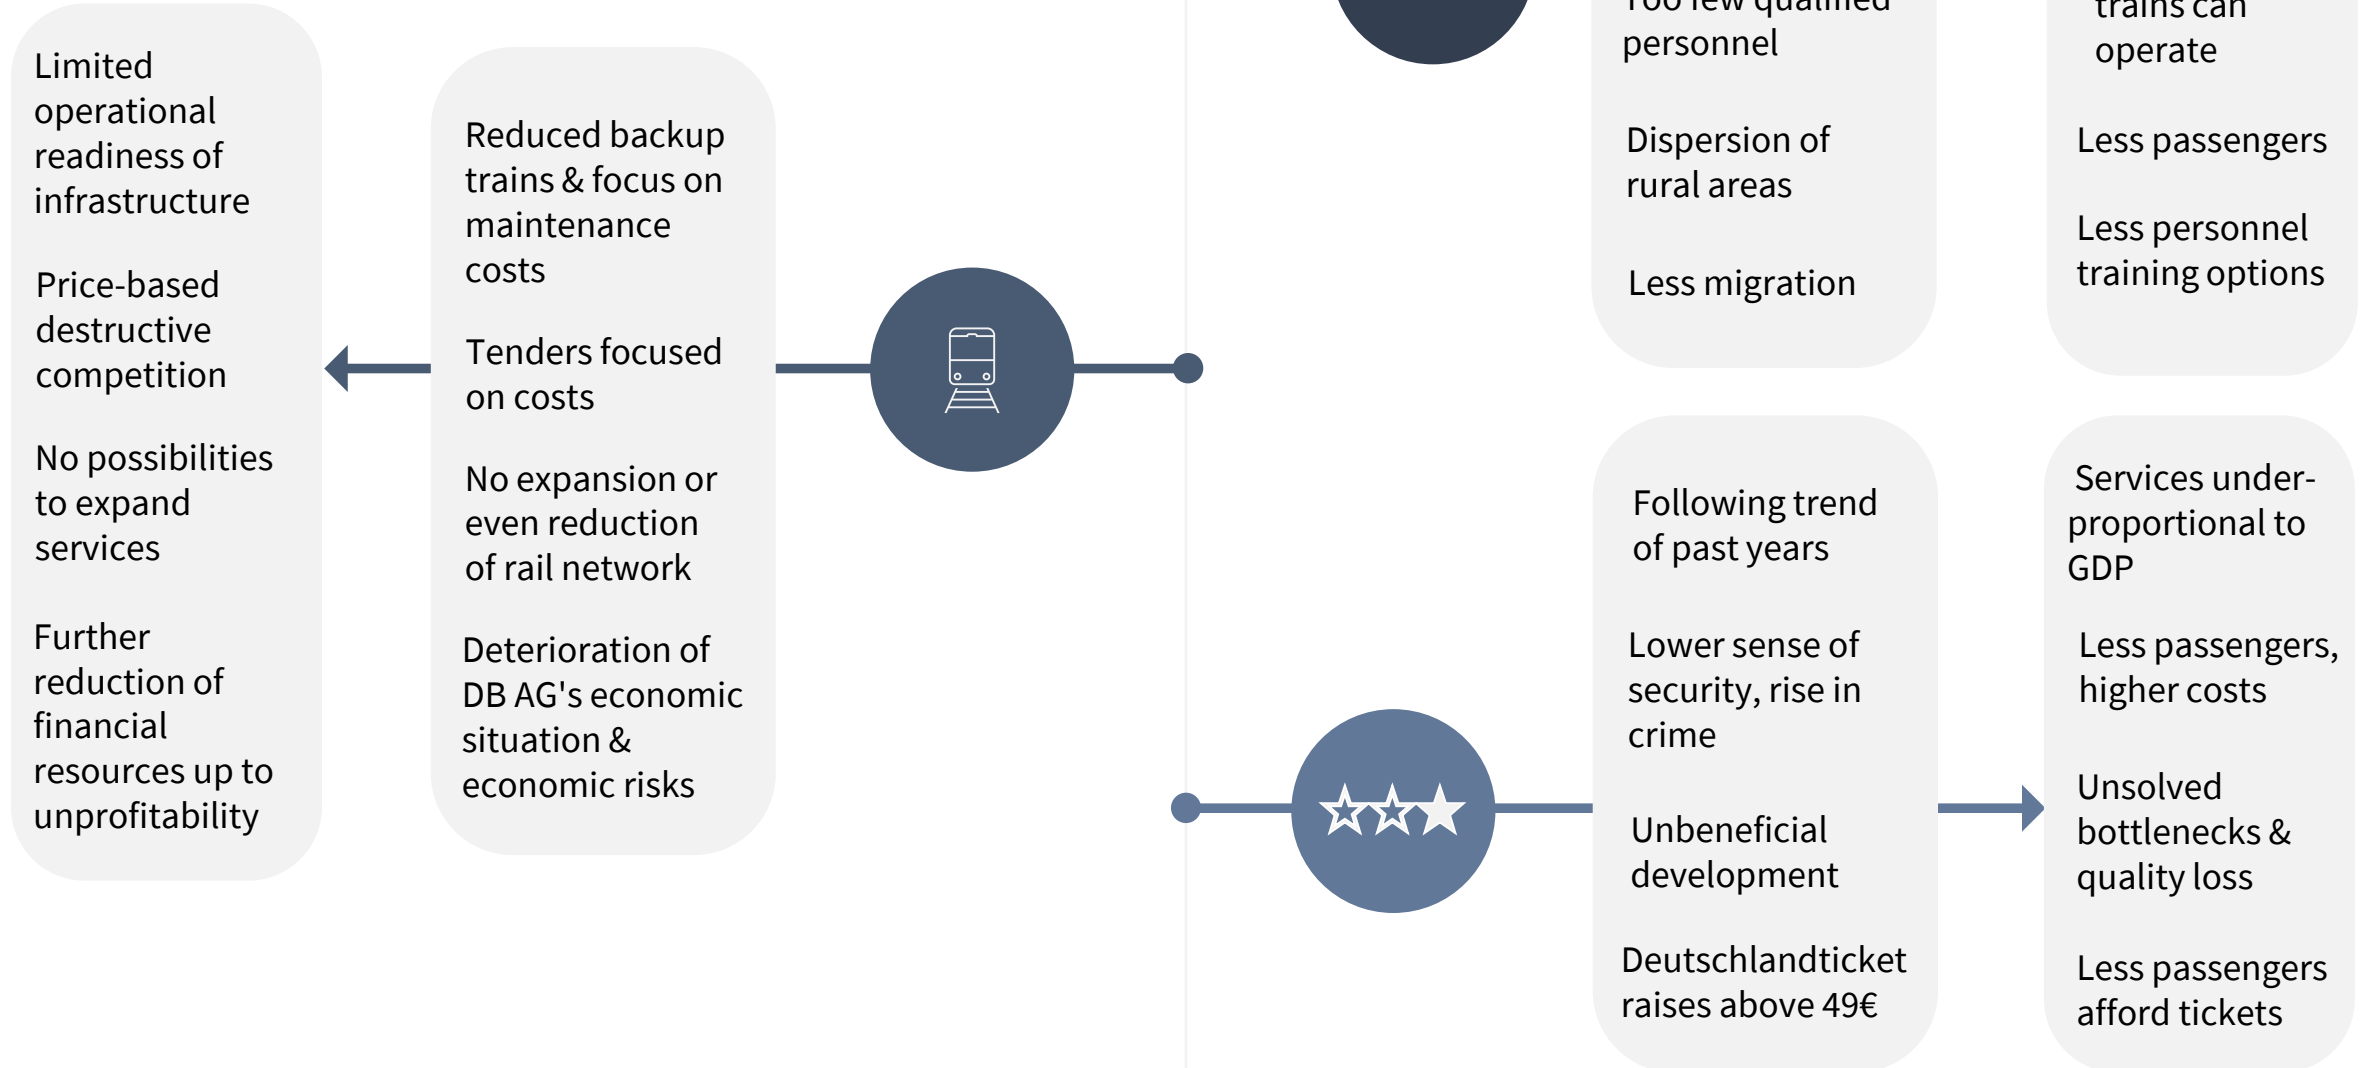 Limited
operational
readiness of
infrastructure
Price-based
destructive
competition
No possibilities
to expand
services
Further
reduction of
financial
resources up to
unprofitability
Reduced backup
trains & focus on
maintenance
costs
Tenders focused
on costs
No expansion or
even reduction
of rail network
Deterioration of
DB AG's economic
situation &
economic risks
Too few qualified
personnel
Dispersion of
rural areas
Less migration
trains can
operate
Less passengers
Less personnel
training options
Following trend
of past years
Lower sense of
security, rise in
crime
Unbeneficial
development
Deutschlandticket
raises above 49€
Services under-
proportional to
GDP
Less passengers,
higher costs
Unsolved
bottlenecks &
quality loss
Less passengers
afford tickets